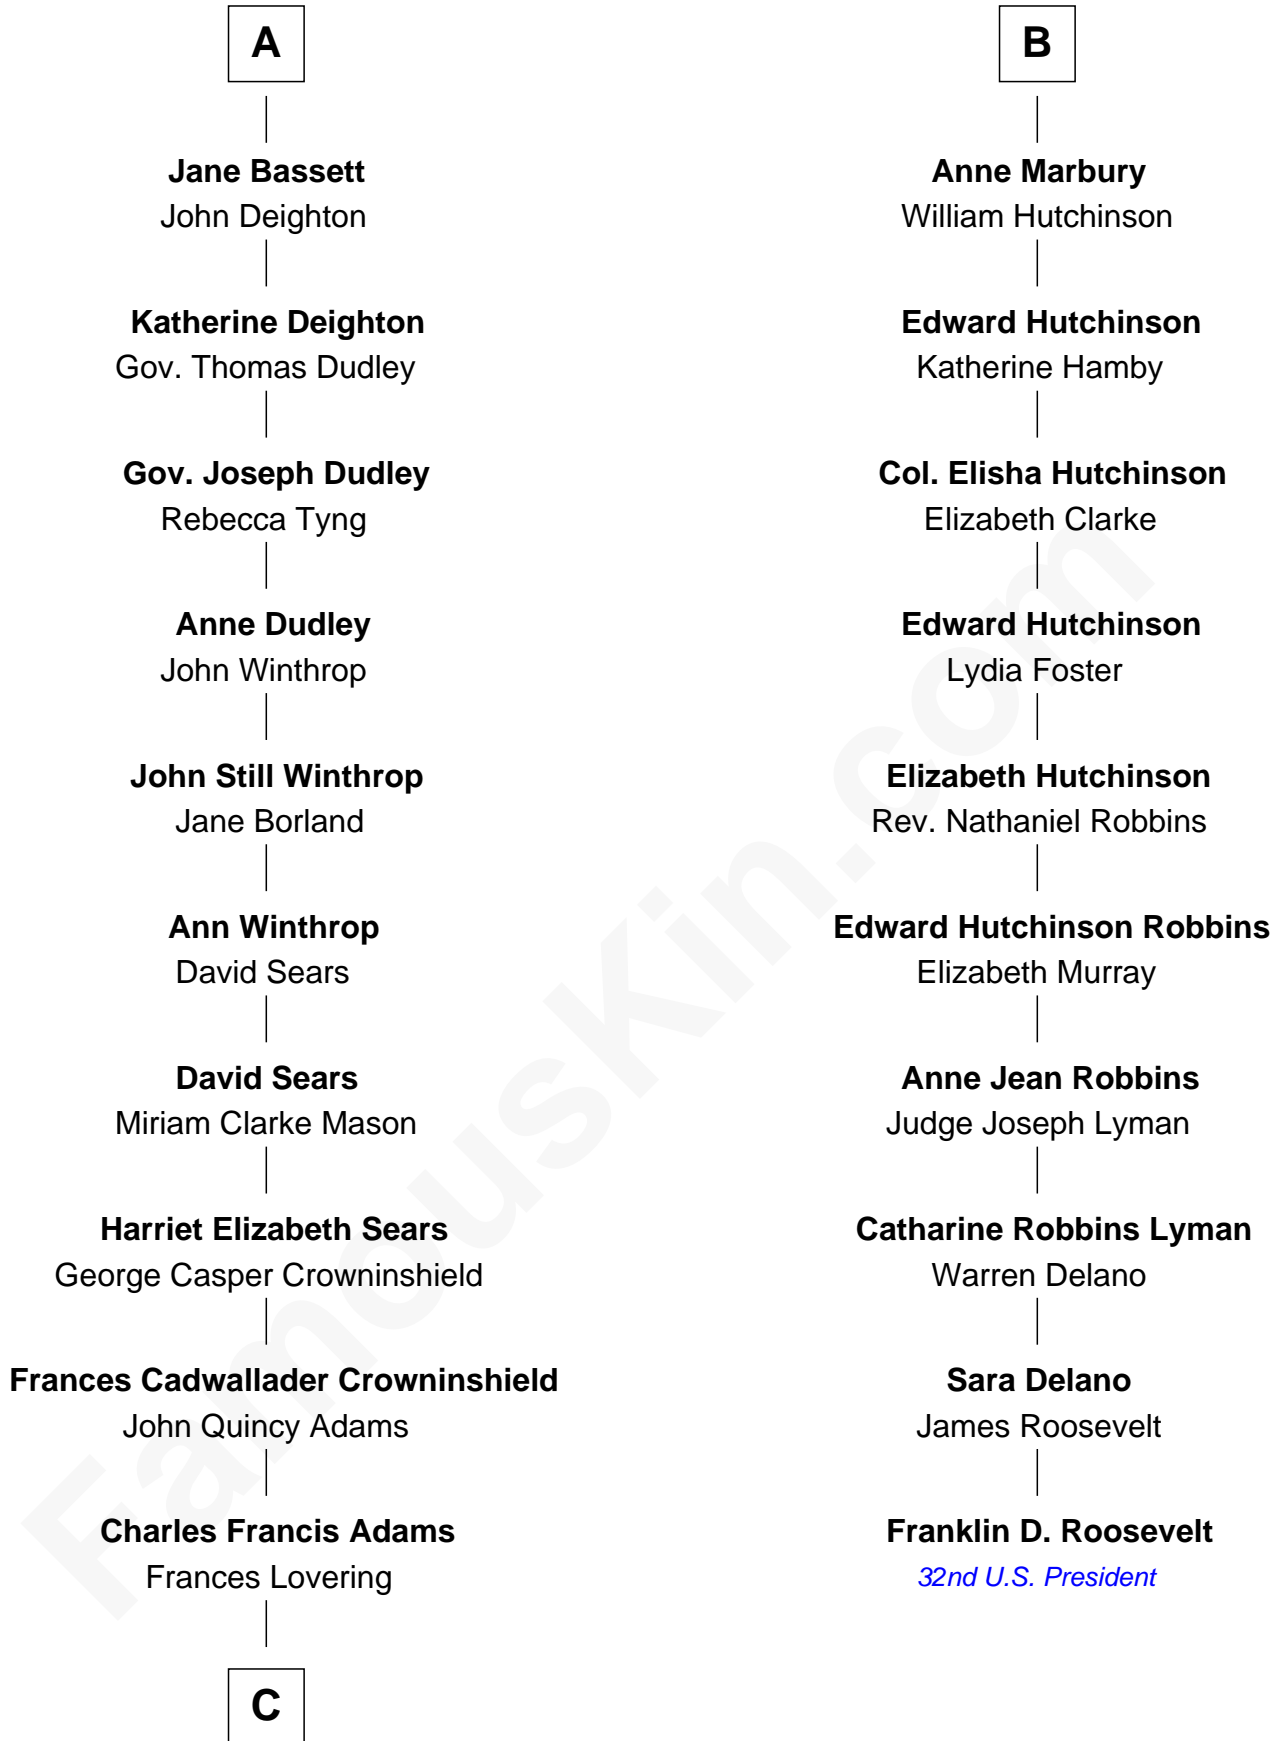 A
Jane Bassett
John Deighton
Katherine Deighton
Gov. Thomas Dudley
Gov. Joseph Dudley
Rebecca Tyng
Anne Dudley
John Winthrop
John Still Winthrop
Jane Borland
Ann Winthrop
David Sears
David Sears
Miriam Clarke Mason
Harriet Elizabeth Sears
George Casper Crowninshield
Frances Cadwallader Crowninshield
John Quincy Adams
Charles Francis Adams
Frances Lovering
C
B
Anne Marbury
William Hutchinson
Edward Hutchinson
Katherine Hamby
Col. Elisha Hutchinson
Elizabeth Clarke
Edward Hutchinson
Lydia Foster
Elizabeth Hutchinson
Rev. Nathaniel Robbins
Edward Hutchinson Robbins
Elizabeth Murray
Anne Jean Robbins
Judge Joseph Lyman
Catharine Robbins Lyman
Warren Delano
Sara Delano
James Roosevelt
Franklin D. Roosevelt
32nd U.S. President
FamousKin.com